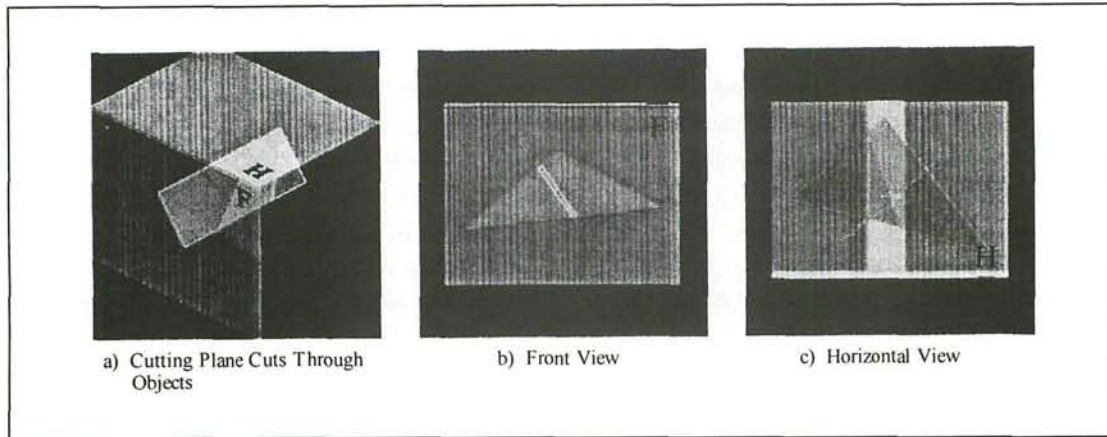 H
F
F
H
a) Cutting Plane Cuts Through
Objects
b) Front View
c) Horizontal View